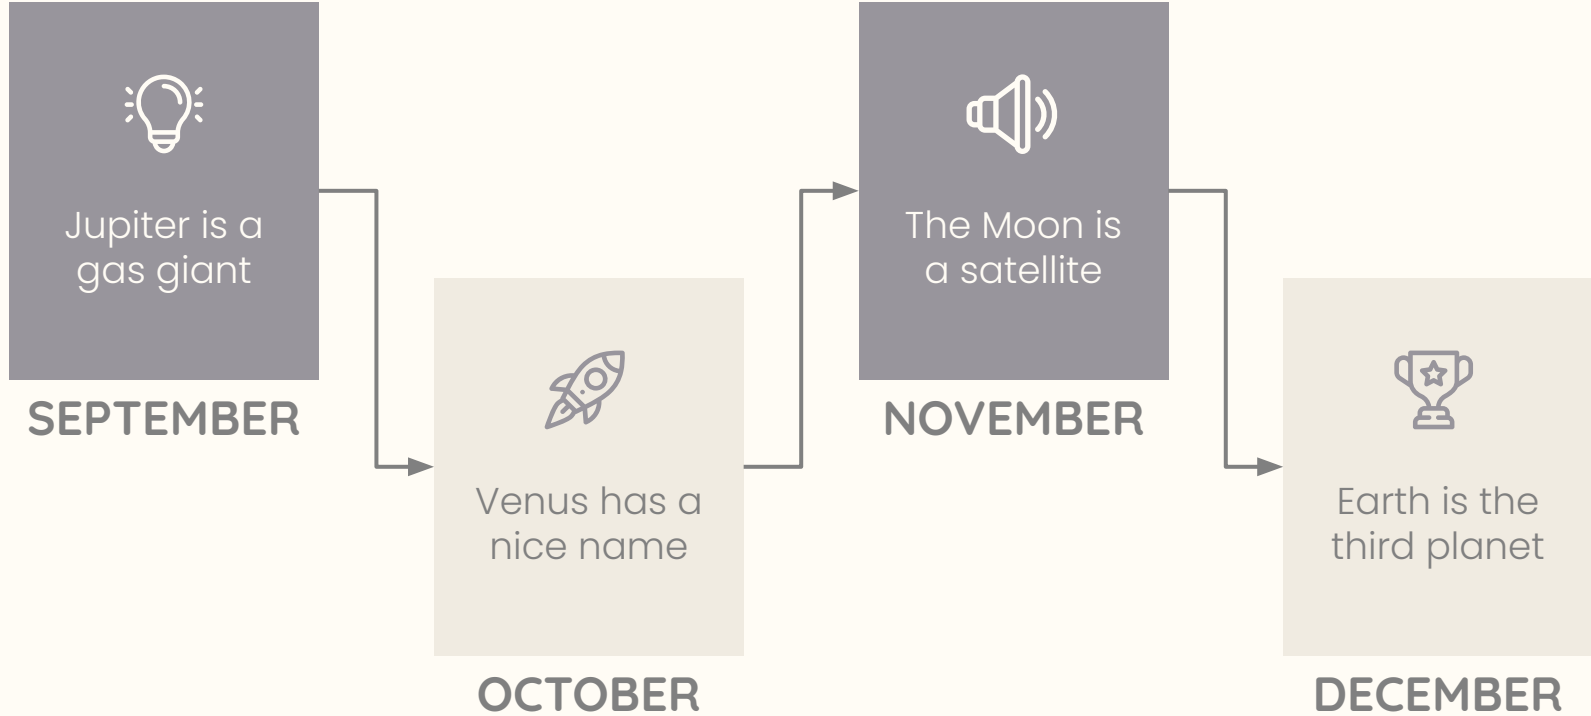 Jupiter is a
gas giant
SEPTEMBER
Venus has a
nice name
OCTOBER
The Moon is
a satellite
NOVEMBER
Earth is the
third planet
DECEMBER